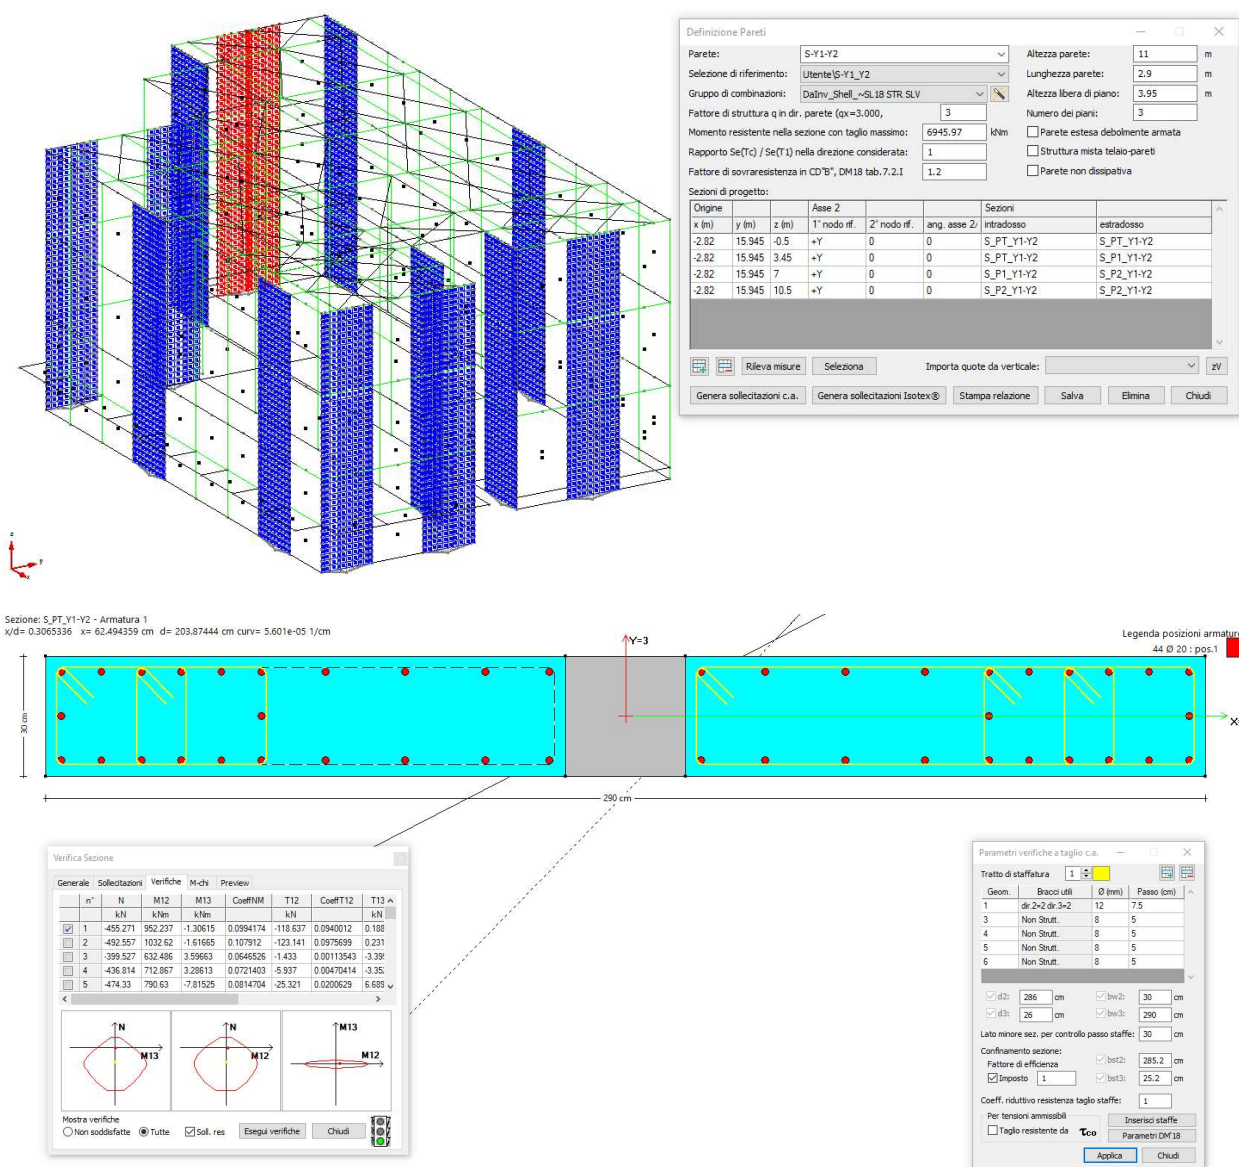 Definizione Pareti
Parete: S-Y1-Y2 Altezza parete: 11 m
Selezione di riferimento: Utente\S-Y1_Y2 Lunghezza parete: 2.9 m
Gruppo di combinazioni: DaInv_Shell_~SL18 STR SLV Altezza libera di piano: 3.95 m
Fattore di struttura q in dir. parete (qx=3.000, 3 Numero dei piani: 3
Momento resistente nella sezione con taglio massimo: 6945.97 kNm Parete estesa debolmente armata
Rapporto Se(Tc) / Se(T1) nella direzione considerata: 1 Struttura mista telaio-pareti
Fattore di sovraresistenza in CD"B", DM18 tab.7.2.I 1.2 Parete non dissipativa
Sezioni di progetto:
Origine Asse 2 Sezioni
x (m) y (m) z (m) 1° nodo rif. 2° nodo rif. ang. asse 2/ intradosso estradosso
-2.82 15.945 -0.5 +Y 0 0 S_PT_Y1-Y2 S_PT_Y1-Y2
-2.82 15.945 3.45 +Y 0 0 S_PT_Y1-Y2 S_P1_Y1-Y2
-2.82 15.945 7 +Y 0 0 S_P1_Y1-Y2 S_P2_Y1-Y2
-2.82 15.945 10.5 +Y 0 0 S_P2_Y1-Y2 S_P2_Y1-Y2
Rileva misure Seleziona Importa quote da verticale: zV
Genera sollecitazioni c.a. Genera sollecitazioni Isotex® Stampa relazione Salva Elimina Chiudi
z
y
x
Sezione: S_PT_Y1-Y2 - Armatura 1
x/d= 0.3065336 x= 62.494359 cm d= 203.87444 cm curv= 5.601e-05 1/cm
Legenda posizioni armature
44 Ø 20 : pos.1
Y=3
X=
30 cm
290 cm
Verifica Sezione
Generale Sollecitazioni Verifiche M-chi Preview
n° N M12 M13 CoeffNM T12 CoeffT12 T13
kN kNm kNm kN kN
1 -455.271 952.237 -1.30615 0.0994174 -118.637 0.0940012 0.188
2 -492.557 1032.62 -1.61665 0.107912 -123.141 0.0975699 0.231
3 -399.527 632.486 3.59663 0.0646526 -1.433 0.00113543 -3.39
4 -436.814 712.867 3.28613 0.0721403 -5.937 0.00470414 -3.35
5 -474.33 790.63 -7.81525 0.0814704 -25.321 0.0200629 6.689
N
M13
N
M12
M13
M12
Mostra verifiche
Non soddisfatte Tutte Soll. res Esegui verifiche Chiudi
Parametri verifiche a taglio c.a.
Tratto di staffatura 1
Geom. Bracci utili Ø (mm) Passo (cm)
1 dir.2=2 dir.3=2 12 7.5
3 Non Strutt. 8 5
4 Non Strutt. 8 5
5 Non Strutt. 8 5
6 Non Strutt. 8 5
d2: 286 cm bw2: 30 cm
d3: 26 cm bw3: 290 cm
Lato minore sez. per controllo passo staffe: 30 cm
Confinamento sezione:
Fattore di efficienza bst2: 285.2 cm
Imposto 1 bst3: 25.2 cm
Coeff. riduttivo resistenza taglio staffe: 1
Per tensioni ammissibili Inserisci staffe
Taglio resistente da τco Parametri DM'18
Applica Chiudi